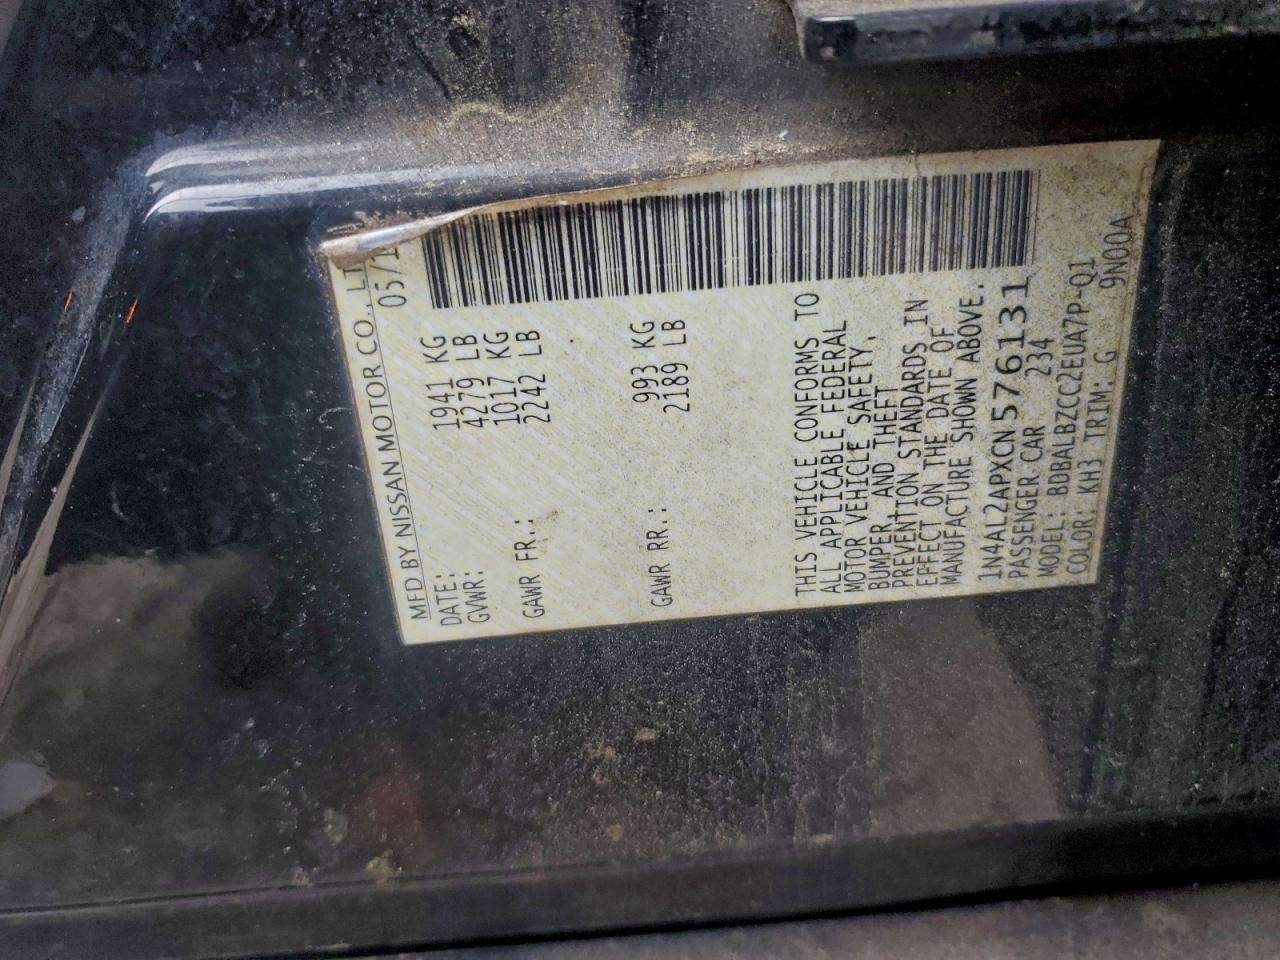 MFD BY NISSAN MOTOR CO.,
DATE: 05/1
GVWR: 1941 KG
4279 LB
GAWR FR.: 1017 KG
2242 LB
GAWR RR.: 993 KG
2189 LB
THIS VEHICLE CONFORMS TO
ALL APPLICABLE FEDERAL
MOTOR VEHICLE SAFETY,
BUMPER, AND THEFT
PREVENTION STANDARDS IN
EFFECT ON THE DATE OF
MANUFACTURE SHOWN ABOVE.
1N4AL2APXCN576131
PASSENGER CAR 234
MODEL: BDBALBZCC2EUA7P-Q1
COLOR: KH3 TRIM: G 9N00A